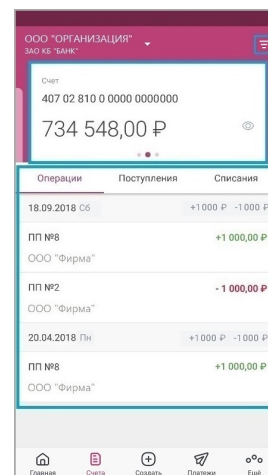 ООО "ОРГАНИЗАЦИЯ"
ЗАО КБ "БАНК"
Счет
407 02 810 0 0000 0000000
734 548,00 ₽
Операции Поступления Списания
18.09.2018 Сб +1000 ₽ -1000 ₽
ПП №8 +1 000,00 ₽
ООО "Фирма"
ПП №2 - 1 000,00 ₽
ООО "Фирма"
20.04.2018 Пн +1000 ₽ -1000 ₽
ПП №8 +1 000,00 ₽
ООО "Фирма"
Главная Счета Создать Платежи Ещё